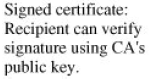 Signed certificate:
Recipient can verify
signature using CA's
public key.